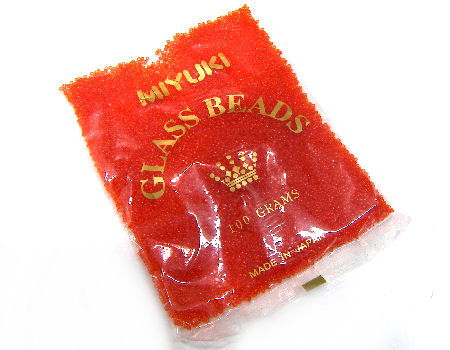 MIYUKI
GLASS BEADS
100 GRAMS
MADE IN JAPAN